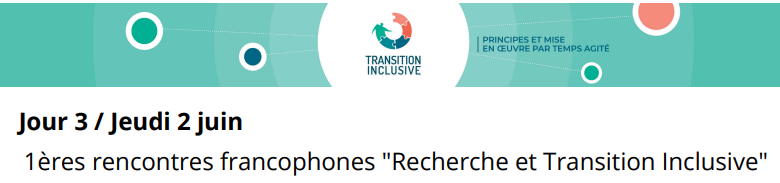 TRANSITION
INCLUSIVE
PRINCIPES ET MISE
EN ŒUVRE PAR TEMPS AGITÉ
Jour 3 / Jeudi 2 juin
1ères rencontres francophones "Recherche et Transition Inclusive"